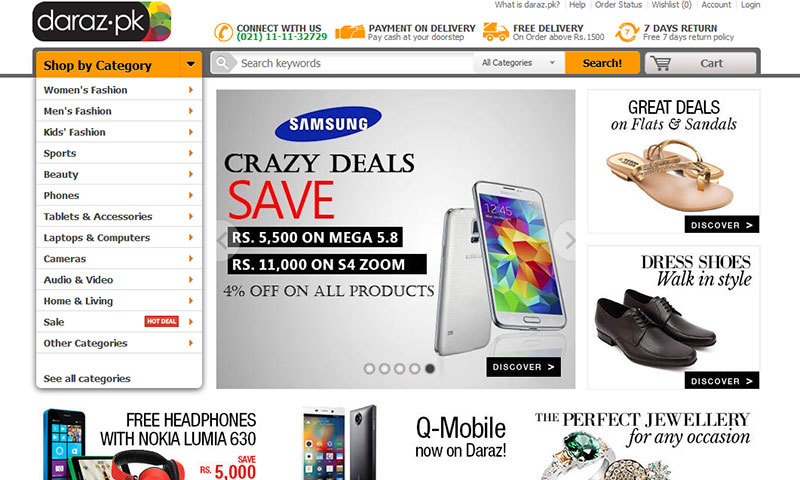 What is daraz.pk? Help Order Status Wishlist (0) Account Login
daraz.pk
CONNECT WITH US
(021) 11-11-32729
PAYMENT ON DELIVERY
Pay cash at your doorstep
FREE DELIVERY
On Order above Rs.1500
7 DAYS RETURN
Free 7 days return policy
Shop by Category
Search keywords
All Categories
Search!
Cart
Women's Fashion
Men's Fashion
Kids' Fashion
Sports
Beauty
Phones
Tablets & Accessories
Laptops & Computers
Cameras
Audio & Video
Home & Living
Sale HOT DEAL
Other Categories
See all categories
SAMSUNG
CRAZY DEALS
SAVE
RS. 5,500 ON MEGA 5.8
RS. 11,000 ON S4 ZOOM
4% OFF ON ALL PRODUCTS
12:45
DISCOVER >
GREAT DEALS
on Flats & Sandals
DISCOVER >
DRESS SHOES
Walk in style
DISCOVER >
FREE HEADPHONES
WITH NOKIA LUMIA 630
SAVE
RS. 5,000
Q-Mobile
now on Daraz!
THE PERFECT JEWELLERY
for any occasion